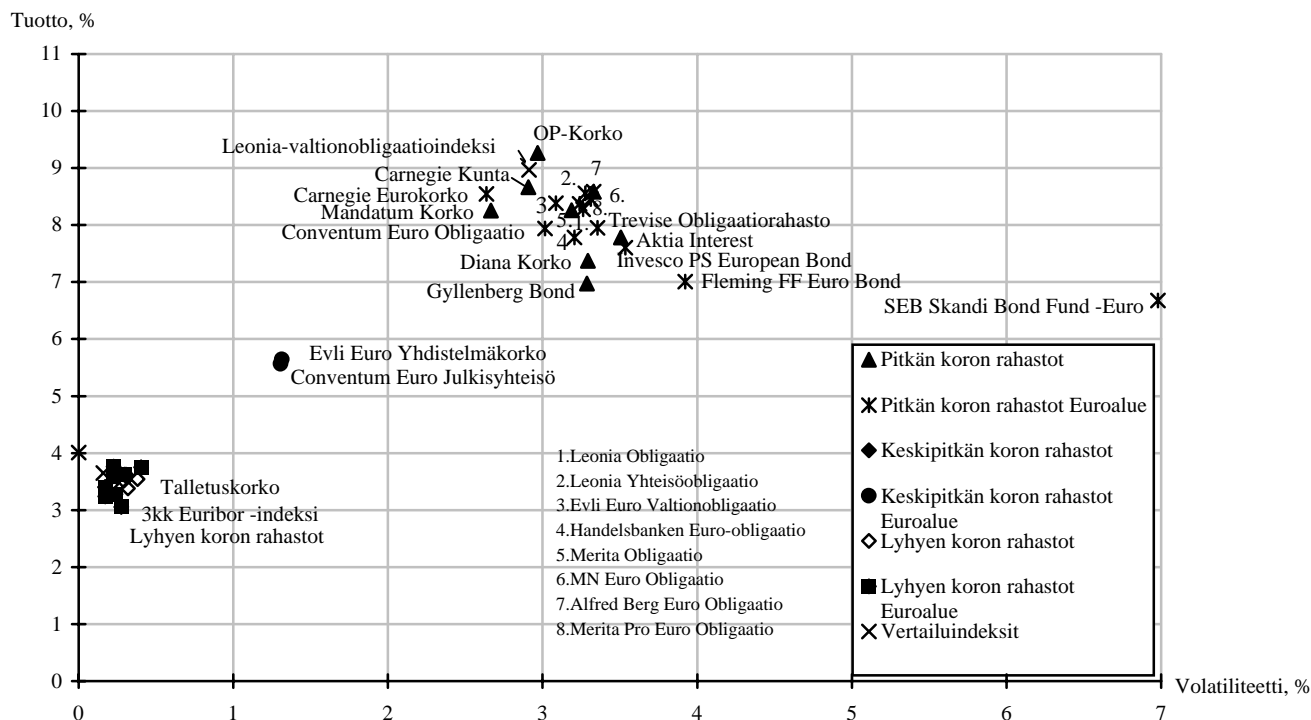 Tuotto, %
11
10
9
8
7
6
5
4
3
2
1
0
OP-Korko
Leonia-valtionobligaatioindeksi
Carnegie Kunta
Carnegie Eurokorko
Mandatum Korko
Conventum Euro Obligaatio
2.
7
6.
3
8.
5.
1.
4
Trevise Obligaatiorahasto
Aktia Interest
Invesco PS European Bond
Diana Korko
Gyllenberg Bond
Fleming FF Euro Bond
SEB Skandi Bond Fund -Euro
Evli Euro Yhdistelmäkorko
Conventum Euro Julkisyhteisö
Talletuskorko
3kk Euribor -indeksi
Lyhyen koron rahastot
1.Leonia Obligaatio
2.Leonia Yhteisöobligaatio
3.Evli Euro Valtionobligaatio
4.Handelsbanken Euro-obligaatio
5.Merita Obligaatio
6.MN Euro Obligaatio
7.Alfred Berg Euro Obligaatio
8.Merita Pro Euro Obligaatio
Pitkän koron rahastot
Pitkän koron rahastot Euroalue
Keskipitkän koron rahastot
Keskipitkän koron rahastot
Euroalue
Lyhyen koron rahastot
Lyhyen koron rahastot
Euroalue
Vertailuindeksit
0 1 2 3 4 5 6 7
Volatiliteetti, %